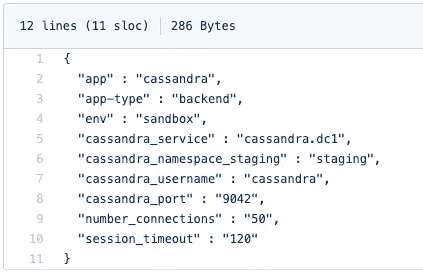 12 lines (11 sloc) | 286 Bytes
1 {
2 "app" : "cassandra",
3 "app-type" : "backend",
4 "env" : "sandbox",
5 "cassandra_service" : "cassandra.dc1",
6 "cassandra_namespace_staging" : "staging",
7 "cassandra_username" : "cassandra",
8 "cassandra_port" : "9042",
9 "number_connections" : "50",
10 "session_timeout" : "120"
11 }